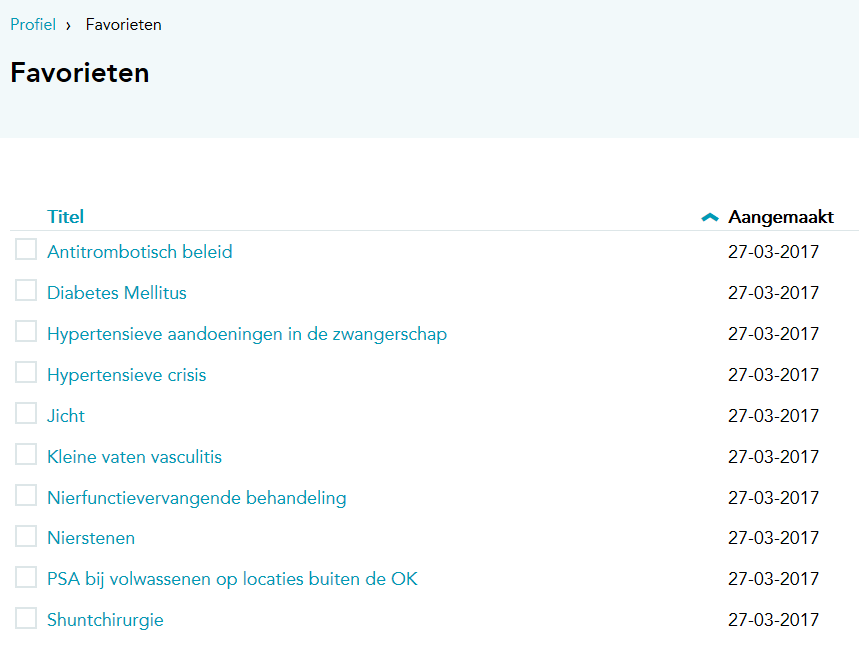 Profiel › Favorieten
Favorieten
Titel Aangemaakt
Antitrombotisch beleid 27-03-2017
Diabetes Mellitus 27-03-2017
Hypertensieve aandoeningen in de zwangerschap 27-03-2017
Hypertensieve crisis 27-03-2017
Jicht 27-03-2017
Kleine vaten vasculitis 27-03-2017
Nierfunctievervangende behandeling 27-03-2017
Nierstenen 27-03-2017
PSA bij volwassenen op locaties buiten de OK 27-03-2017
Shuntchirurgie 27-03-2017